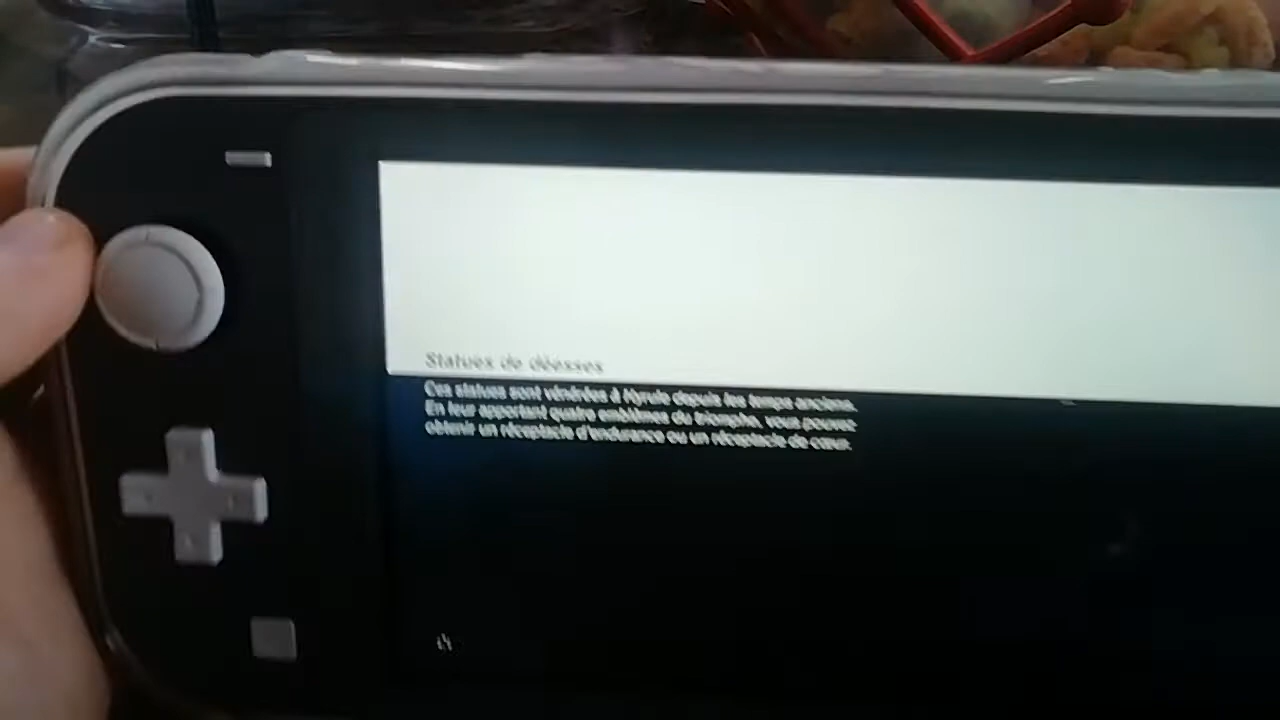 Statues de déesses
Ces statues sont vénérées à Hyrule depuis les temps anciens.
En leur apportant quatre emblèmes du triomphe, vous pouvez
obtenir un réceptacle d'endurance ou un réceptacle de cœur.